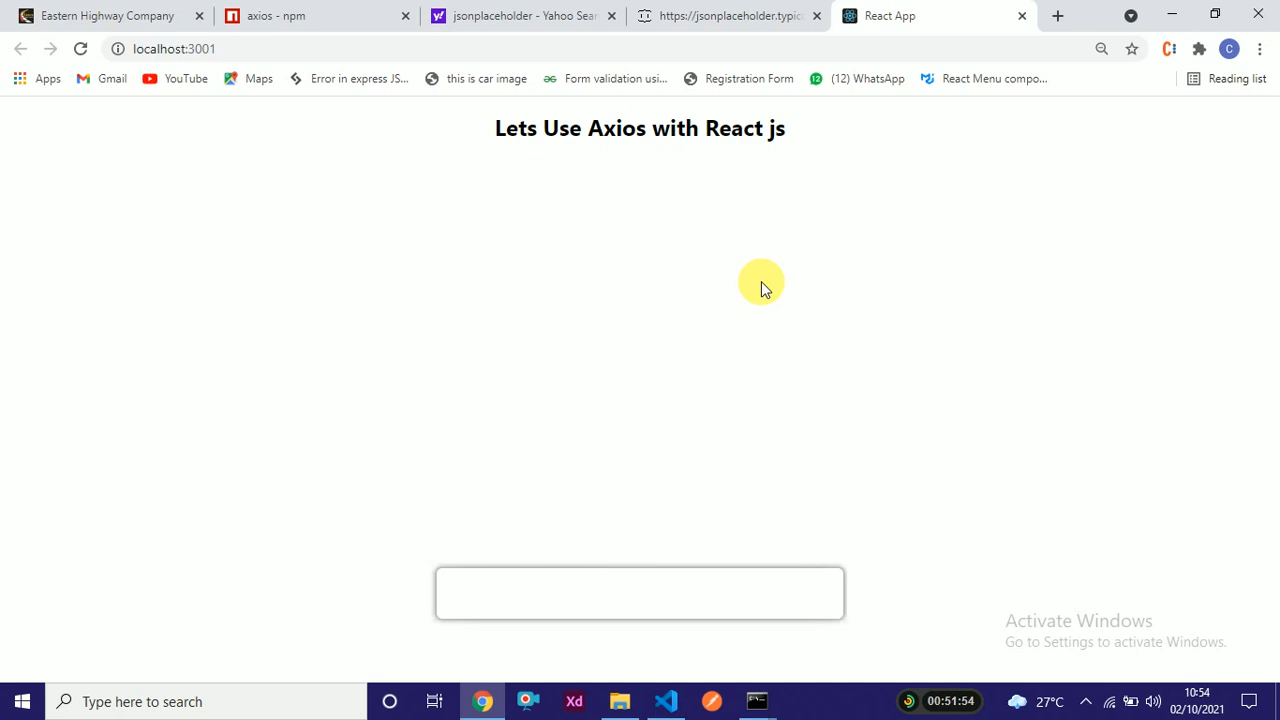 Eastern Highway Comp
axios - npm
jsonplaceholder - Yahoo Sear
https://jsonplaceholder.typico
React App
localhost:3001
C
Apps
Gmail
YouTube
Maps
Error in express JS...
this is car image
Form validation usi...
Registration Form
(12) WhatsApp
React Menu compo...
Reading list
Lets Use Axios with React js
Activate Windows
Go to Settings to activate Windows.
Type here to search
Xd
00:51:54
27°C
10:54
02/10/2021